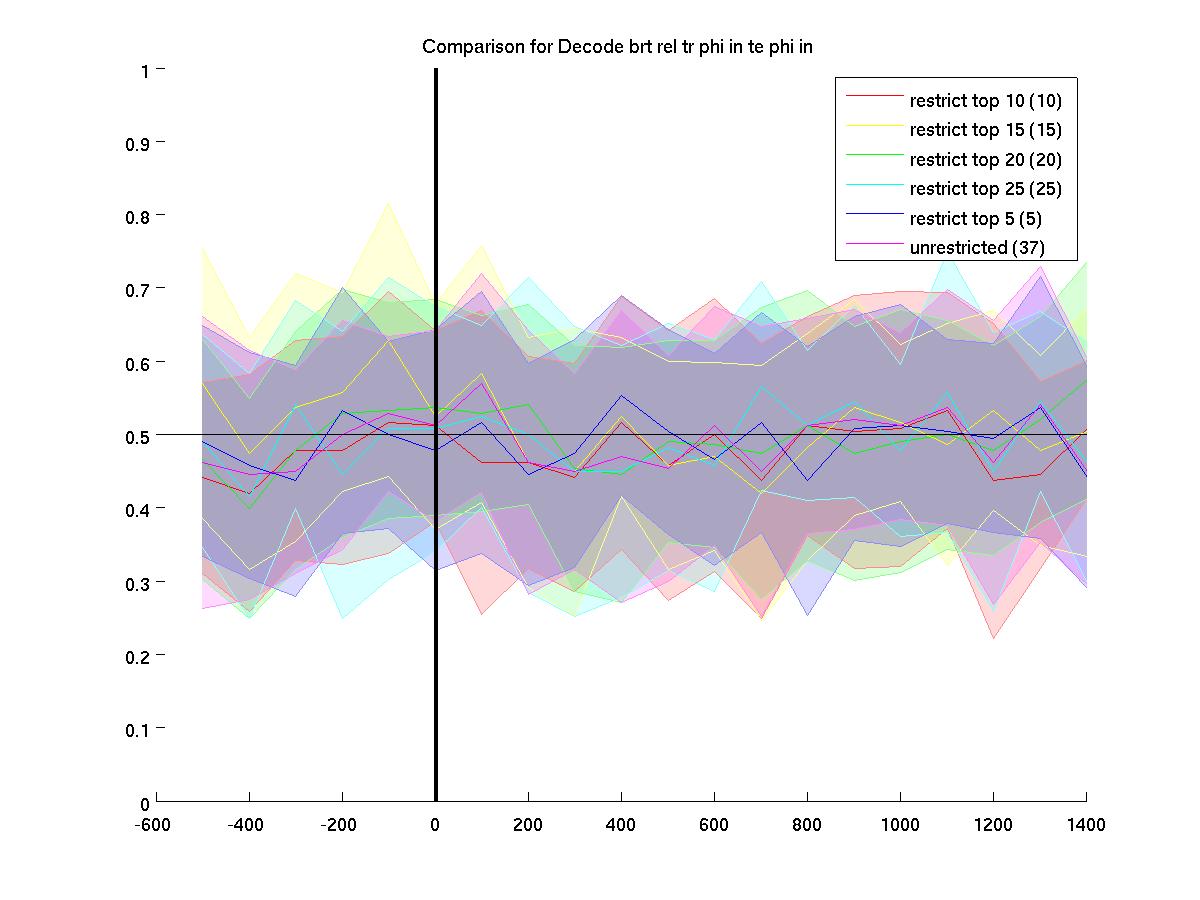 Comparison for Decode brt rel tr phi in te phi in
1
0.9
0.8
0.7
0.6
0.5
0.4
0.3
0.2
0.1
0
restrict top 10 (10)
restrict top 15 (15)
restrict top 20 (20)
restrict top 25 (25)
restrict top 5 (5)
unrestricted (37)
-600 -400 -200 0 200 400 600 800 1000 1200 1400